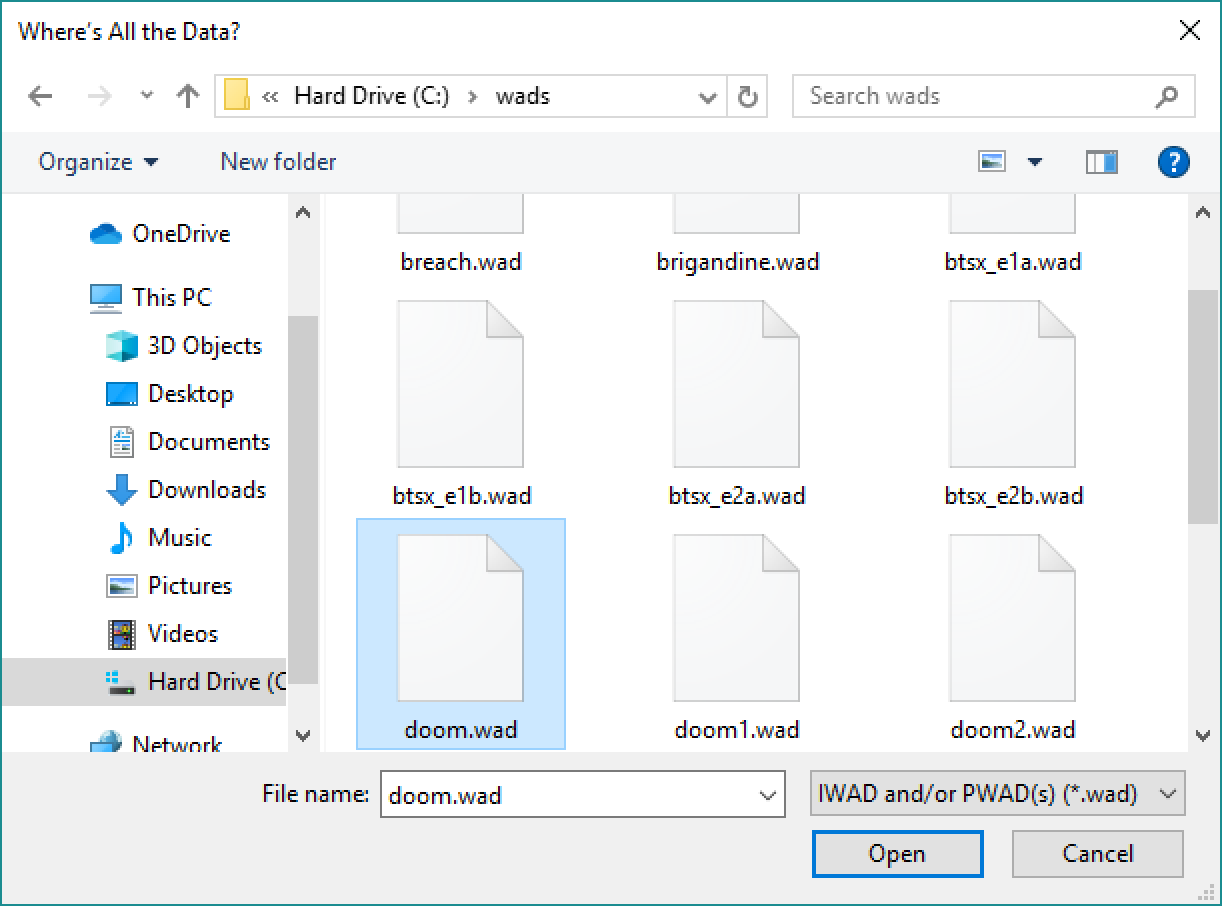 Where's All the Data?
« Hard Drive (C:) > wads
Search wads
Organize
New folder
?
OneDrive
This PC
3D Objects
Desktop
Documents
Downloads
Music
Pictures
Videos
Hard Drive (C
Network
breach.wad
brigandine.wad
btsx_e1a.wad
btsx_e1b.wad
btsx_e2a.wad
btsx_e2b.wad
doom.wad
doom1.wad
doom2.wad
File name:
doom.wad
IWAD and/or PWAD(s) (*.wad)
Open
Cancel